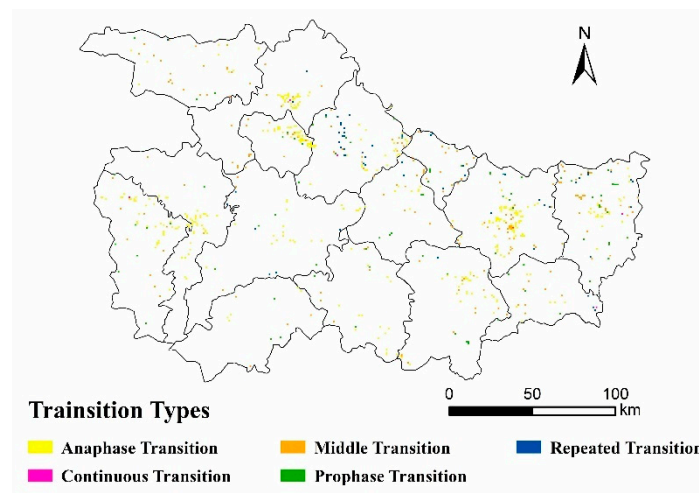 N
0 50 100
km
Trainsition Types
Anaphase Transition Middle Transition Repeated Transition
Continuous Transition Prophase Transition